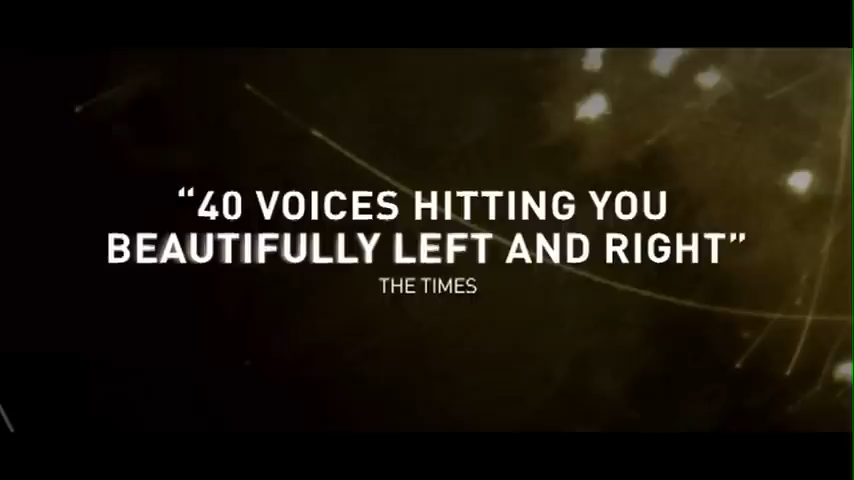 “40 VOICES HITTING YOU
BEAUTIFULLY LEFT AND RIGHT”
THE TIMES